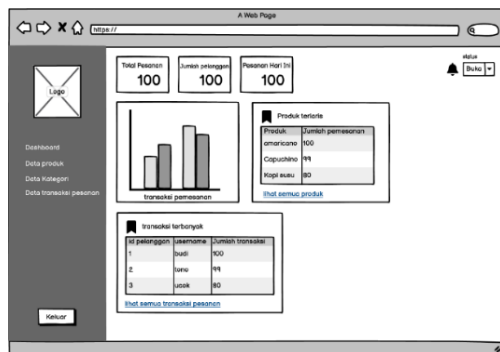 A Web Page
https://
Logo
Dashboard
Data produk
Data Kategori
Data transaksi pesanan
Keluar
Total Pesanan
100
Jumlah pelanggan
100
Pesanan Hari Ini
100
status
Buka
transaksi pemesanan
Produk terlaris
Produk Jumlah pemesanan
americano 100
Capuchino 99
Kopi susu 80
lihat semua produk
transaksi terbanyak
id pelanggan username Jumlah transaksi
1 budi 100
2 tono 99
3 ucok 80
lihat semua transaksi pesanan